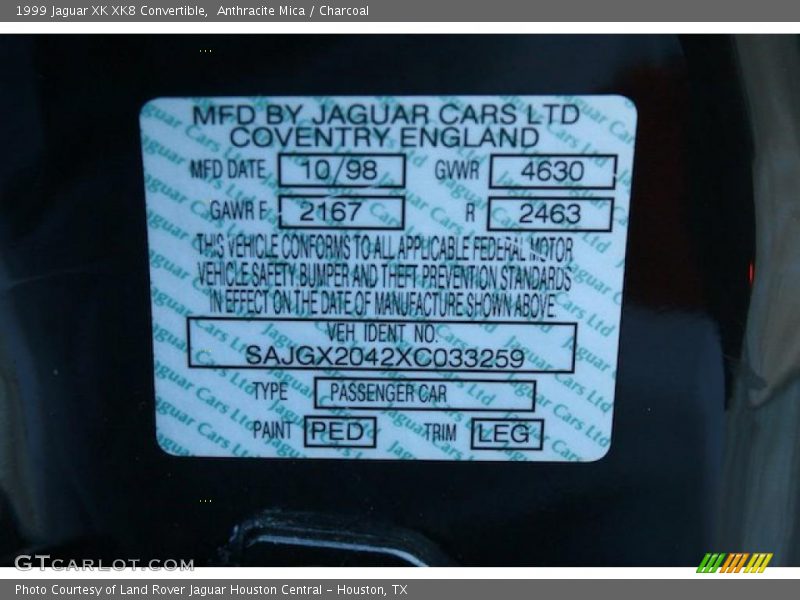 1999 Jaguar XK XK8 Convertible,  Anthracite Mica / Charcoal
MFD BY JAGUAR CARS LTD
COVENTRY ENGLAND
MFD DATE 10/98 GVWR 4630
GAWR F 2167 R 2463
THIS VEHICLE CONFORMS TO ALL APPLICABLE FEDERAL MOTOR
VEHICLE SAFETY BUMPER AND THEFT PREVENTION STANDARDS
IN EFFECT ON THE DATE OF MANUFACTURE SHOWN ABOVE
VEH IDENT NO.
SAJGX2042XC033259
TYPE PASSENGER CAR
PAINT PED TRIM LEG
GTCARLOT.COM
Photo Courtesy of Land Rover Jaguar Houston Central - Houston, TX